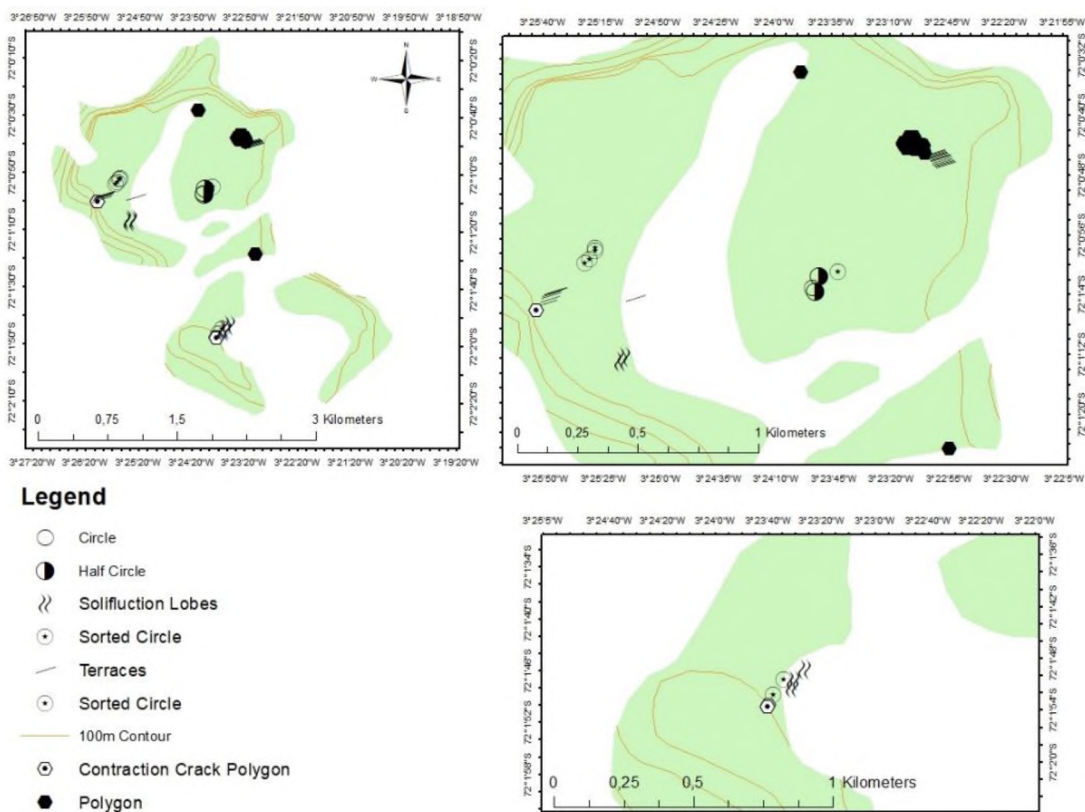 3°26'50"W 3°25'50"W 3°24'50"W 3°23'50"W 3°22'50"W 3°21'50"W 3°20'50"W 3°19'50"W 3°18'50"W
72°0'10"S 72°0'30"S 72°0'50"S 72°1'10"S 72°1'30"S 72°1'50"S 72°2'10"S
N
W E
S
72°0'20"S 72°0'40"S 72°1'0"S 72°1'20"S 72°1'40"S 72°2'0"S 72°2'20"S
0 0,75 1,5 3 Kilometers
3°27'20"W 3°26'20"W 3°25'20"W 3°24'20"W 3°23'20"W 3°22'20"W 3°21'20"W 3°20'20"W 3°19'20"W 3°18'20"W
3°25'40"W 3°25'15"W 3°24'50"W 3°24'25"W 3°24'0"W 3°23'35"W 3°23'10"W 3°22'45"W 3°22'20"W 3°21'55"W
72°0'32"S 72°0'40"S 72°0'48"S 72°0'56"S 72°1'4"S 72°1'12"S 72°1'20"S
0 0,25 0,5 1 Kilometers
3°25'50"W 3°25'25"W 3°25'0"W 3°24'35"W 3°24'10"W 3°23'45"W 3°23'20"W 3°22'55"W 3°22'30"W 3°22'5"W
Legend
Circle
Half Circle
Solifluction Lobes
Sorted Circle
Terraces
Sorted Circle
100m Contour
Contraction Crack Polygon
Polygon
3°25'5"W 3°24'40"W 3°24'20"W 3°24'0"W 3°23'40"W 3°23'20"W 3°23'0"W 3°22'40"W 3°22'20"W 3°22'0"W
72°1'34"S 72°1'40"S 72°1'46"S 72°1'52"S 72°1'58"S
72°1'36"S 72°1'42"S 72°1'48"S 72°1'54"S 72°2'0"S
0 0,25 0,5 1 Kilometers